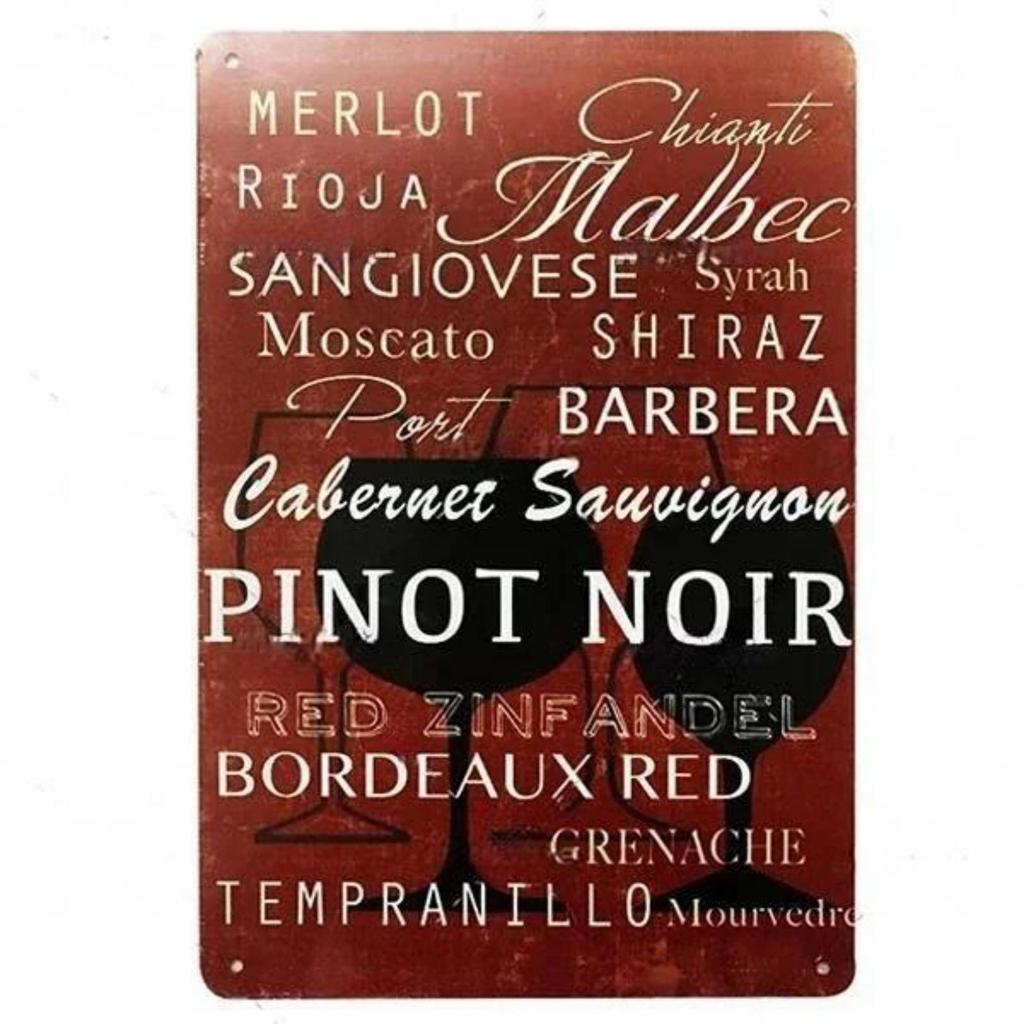 MERLOT Chianti
RIOJA Malbec
SANGIOVESE Syrah
Moscato SHIRAZ
Port BARBERA
Cabernet Sauvignon
PINOT NOIR
RED ZINFANDEL
BORDEAUX RED
GRENACHE
TEMPRANILLO Mourvedre